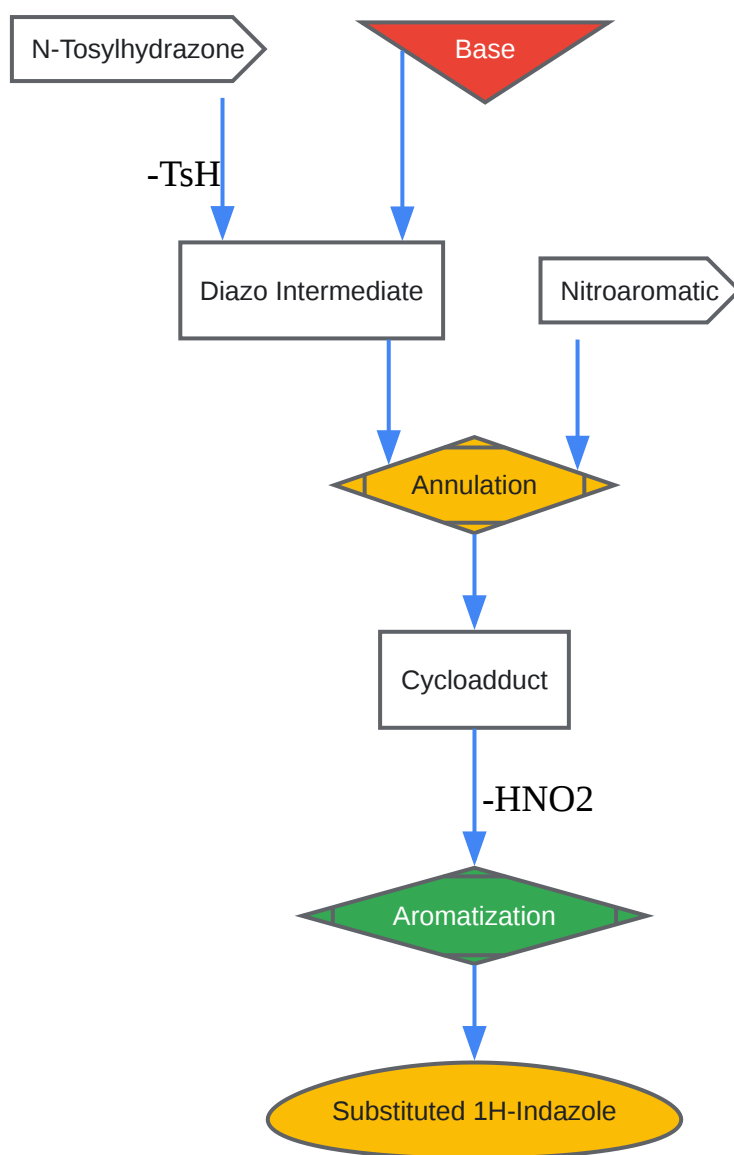 N-Tosylhydrazone
Base
-TsH
Diazo Intermediate
Nitroaromatic
Annulation
Cycloadduct
-HNO2
Aromatization
Substituted 1H-Indazole